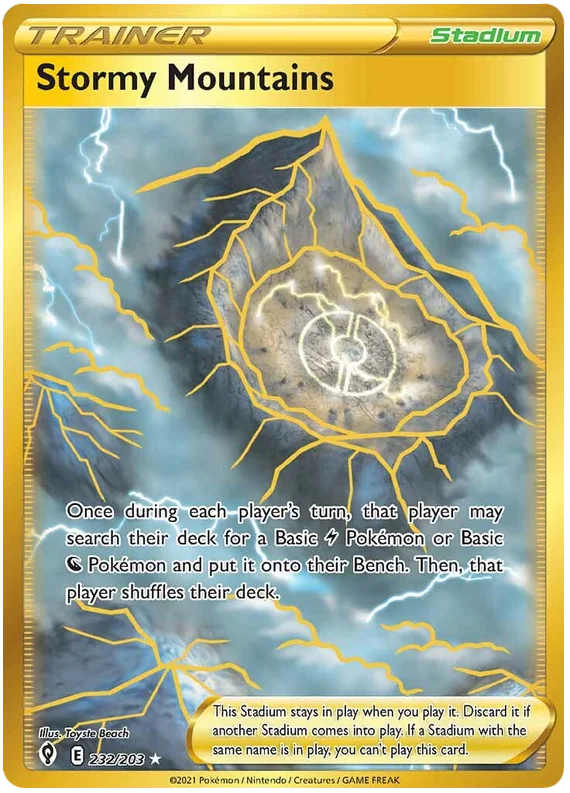 TRAINER
Stadium
Stormy Mountains
Once during each player's turn, that player may
search their deck for a Basic Pokémon or Basic
Pokémon and put it onto their Bench. Then, that
player shuffles their deck.
This Stadium stays in play when you play it. Discard it if
another Stadium comes into play. If a Stadium with the
same name is in play, you can't play this card.
Illus. Toyste Beach
E 232/203 ★
©2021 Pokémon / Nintendo / Creatures / GAME FREAK